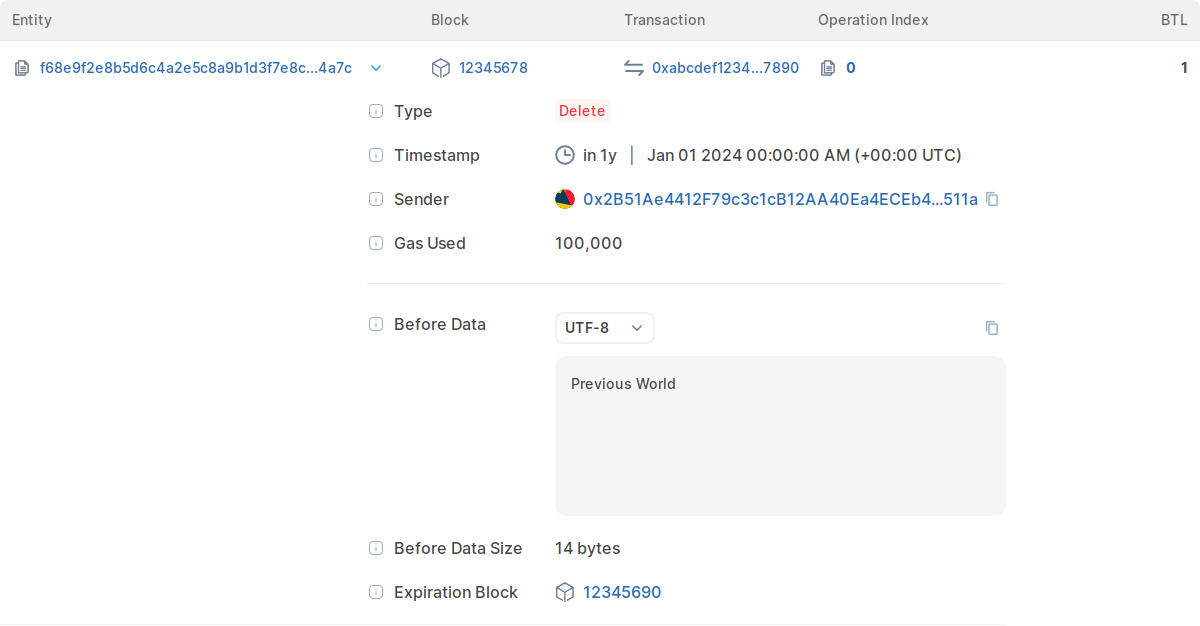 Entity Block Transaction Operation Index BTL
f68e9f2e8b5d6c4a2e5c8a9b1d3f7e8c...4a7c 12345678 0xabcdef1234...7890 0 1
Type Delete
Timestamp in 1y | Jan 01 2024 00:00:00 AM (+00:00 UTC)
Sender 0x2B51Ae4412F79c3c1cB12AA40Ea4ECEb4...511a
Gas Used 100,000
Before Data UTF-8
Previous World
Before Data Size 14 bytes
Expiration Block 12345690